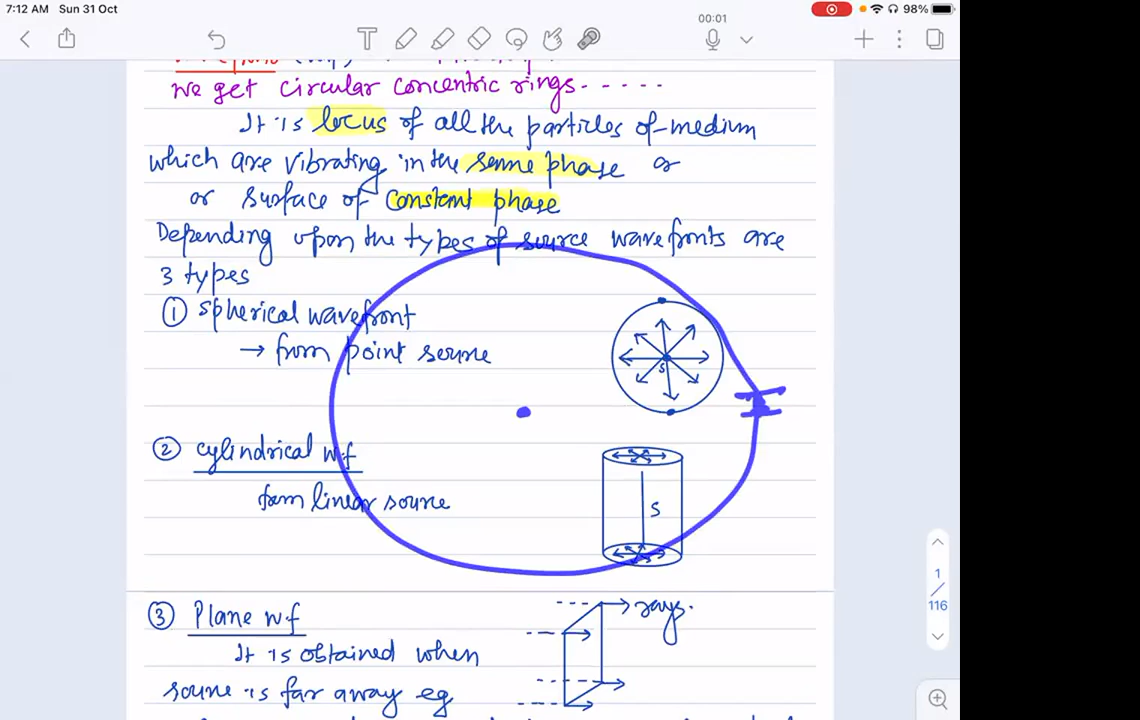 7:12 AM Sun 31 Oct
98%
00:01
we get circular concentric rings. - - - - -
It is locus of all the particles of medium
which are vibrating in the same phase or
or surface of constant phase
Depending upon the types of source wavefronts are
3 types
① spherical wavefront
→ from point source
S
② cylindrical w.f
from linear source
S
1
/
116
③ Plane w.f
rays.
It is obtained when
source is far away eg